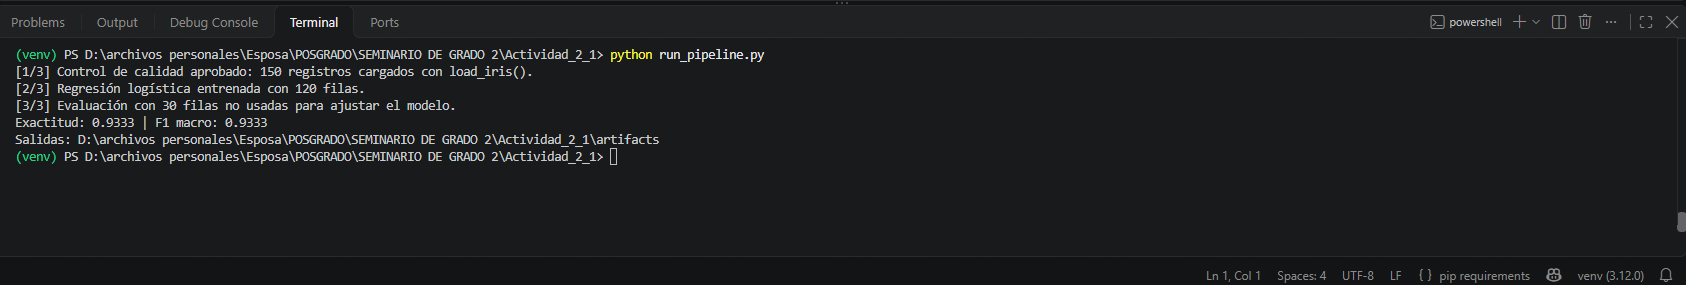 Problems Output Debug Console Terminal Ports powershell
(venv) PS D:\archivos personales\Esposa\POSGRADO\SEMINARIO DE GRADO 2\Actividad_2_1> python run_pipeline.py
[1/3] Control de calidad aprobado: 150 registros cargados con load_iris().
[2/3] Regresión logística entrenada con 120 filas.
[3/3] Evaluación con 30 filas no usadas para ajustar el modelo.
Exactitud: 0.9333 | F1 macro: 0.9333
Salidas: D:\archivos personales\Esposa\POSGRADO\SEMINARIO DE GRADO 2\Actividad_2_1\artifacts
(venv) PS D:\archivos personales\Esposa\POSGRADO\SEMINARIO DE GRADO 2\Actividad_2_1>
Ln 1, Col 1 Spaces: 4 UTF-8 LF { } pip requirements venv (3.12.0)